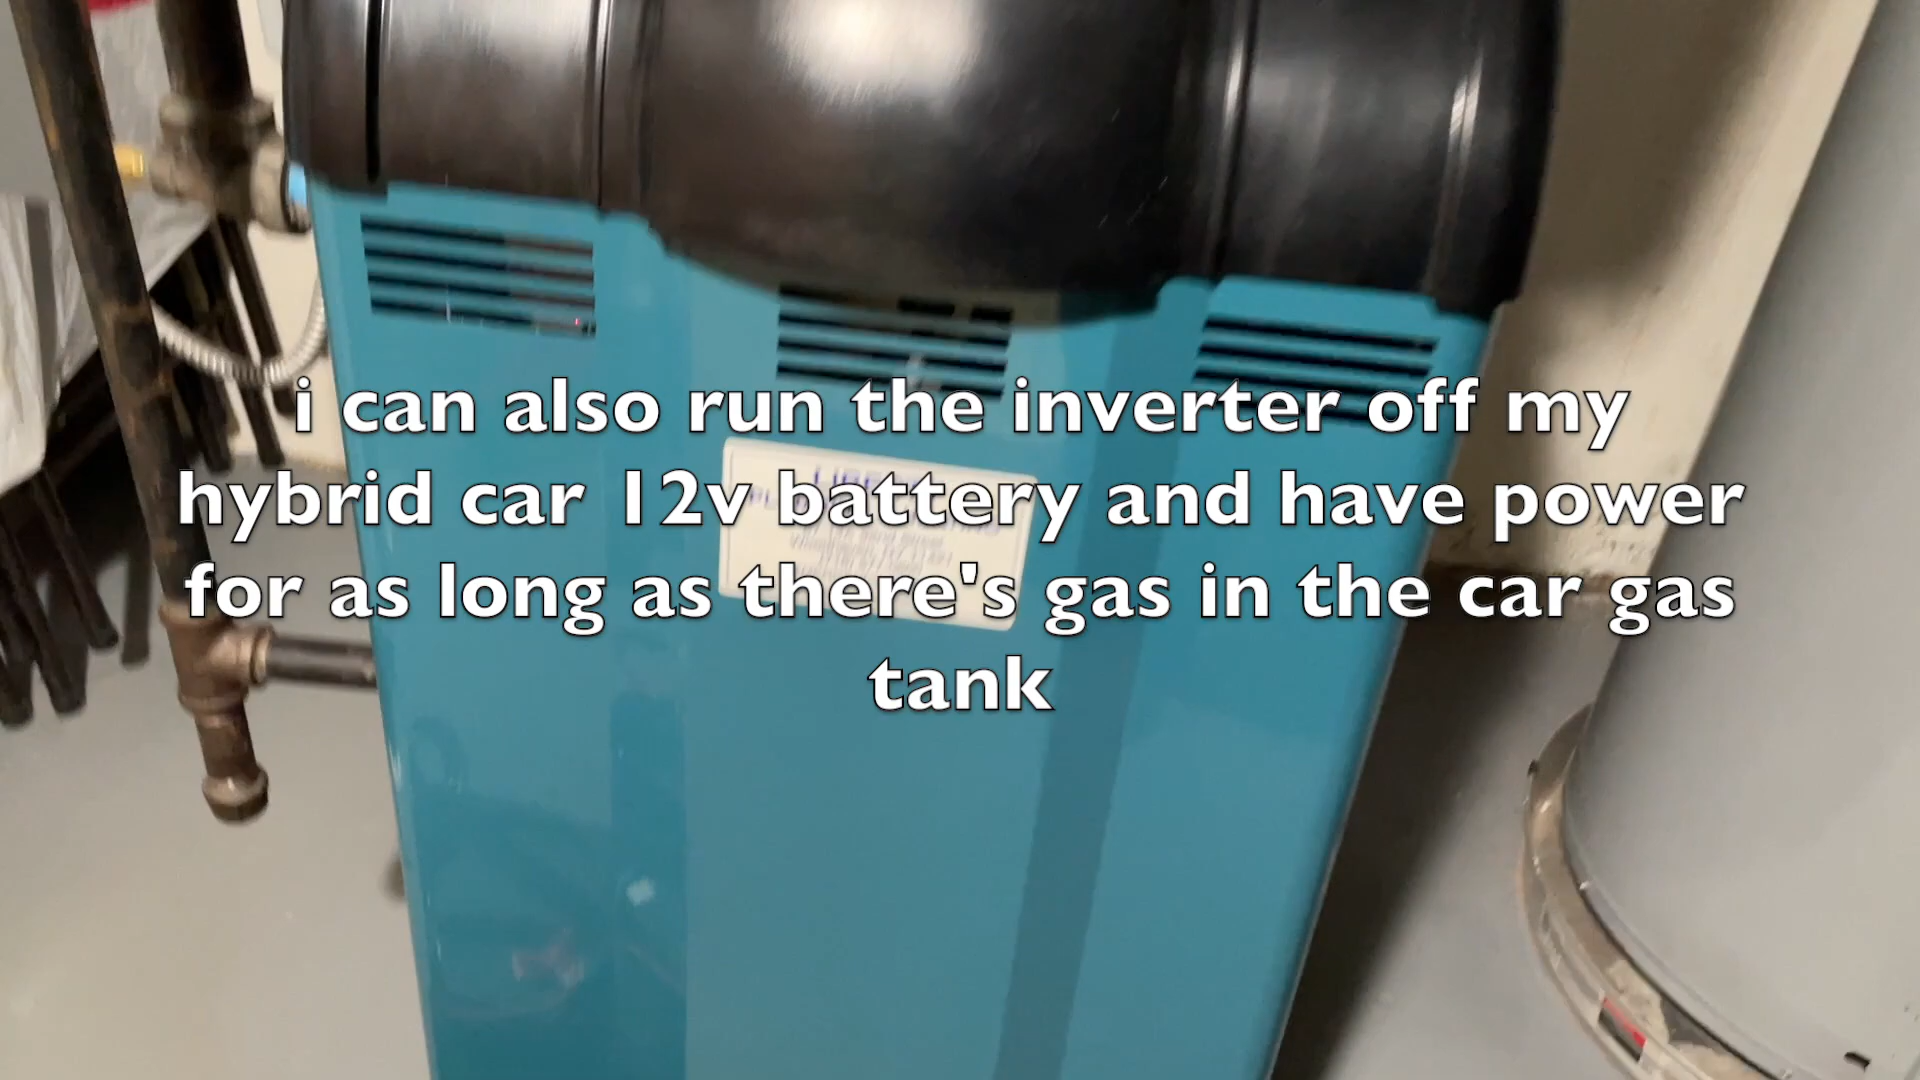 i can also run the inverter off my
hybrid car 12v battery and have power
for as long as there's gas in the car gas
tank